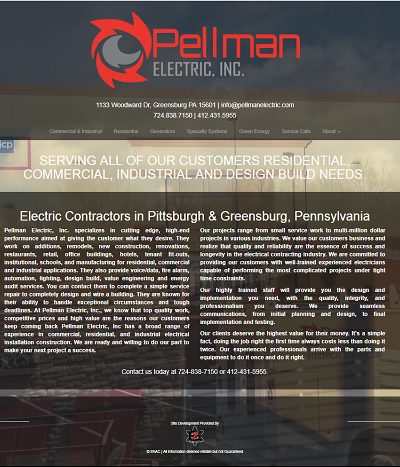 Pellman
ELECTRIC, INC.
1133 Woodward Dr, Greensburg PA 15601 | info@pellmanelectric.com
724.838.7150 | 412.431.5955
Commercial & Industrial Residential Generators Specialty Systems Green Energy Service Calls About
jcp
SERVING ALL OF OUR CUSTOMERS RESIDENTIAL,
COMMERCIAL, INDUSTRIAL AND DESIGN BUILD NEEDS.
Electric Contractors in Pittsburgh & Greensburg, Pennsylvania
Pellman Electric, Inc. specializes in cutting edge, high-end
performance aimed at giving the customer what they desire. They
work on additions, remodels, new construction, renovations,
restaurants, retail, office buildings, hotels, tenant fit.outs,
institutional, schools, and manufacturing for residential, commercial
and industrial applications. They also provide voice/data, fire alarm,
automation, lighting, design build, value engineering and energy
audit services. You can contact them to complete a simple service
repair to completely design and wire a building. They are known for
their ability to handle exceptional circumstances and tough
deadlines. At Pellman Electric, Inc., we know that top quality work,
competitive prices and high value are the reasons our customers
keep coming back Pellman Electric, Inc has a broad range of
experience in commercial, residential, and industrial electrical
installation construction. We are ready and willing to do our part to
make your next project a success.
Our projects range from small service work to multi-million dollar
projects in various industries. We value our customers business and
realize that quality and reliability are the essence of success and
longevity in the electrical contracting industry. We are committed to
providing our customers with well-trained experienced electricians
capable of performing the most complicated projects under tight
time constraints.
Our highly trained staff will provide you the design and
implementation you need, with the quality, integrity, and
professionalism you deserve. We provide seamless
communications, from initial planning and design, to final
implementation and testing.
Our clients deserve the highest value for their money. It's a simple
fact, doing the job right the first time always costs less than doing it
twice. Our experienced professionals arrive with the parts and
equipment to do it once and do it right.
Contact us today at 724-838-7150 or 412-431-5955.
Site Development Provided by
| All information deemed reliable but not Guaranteed